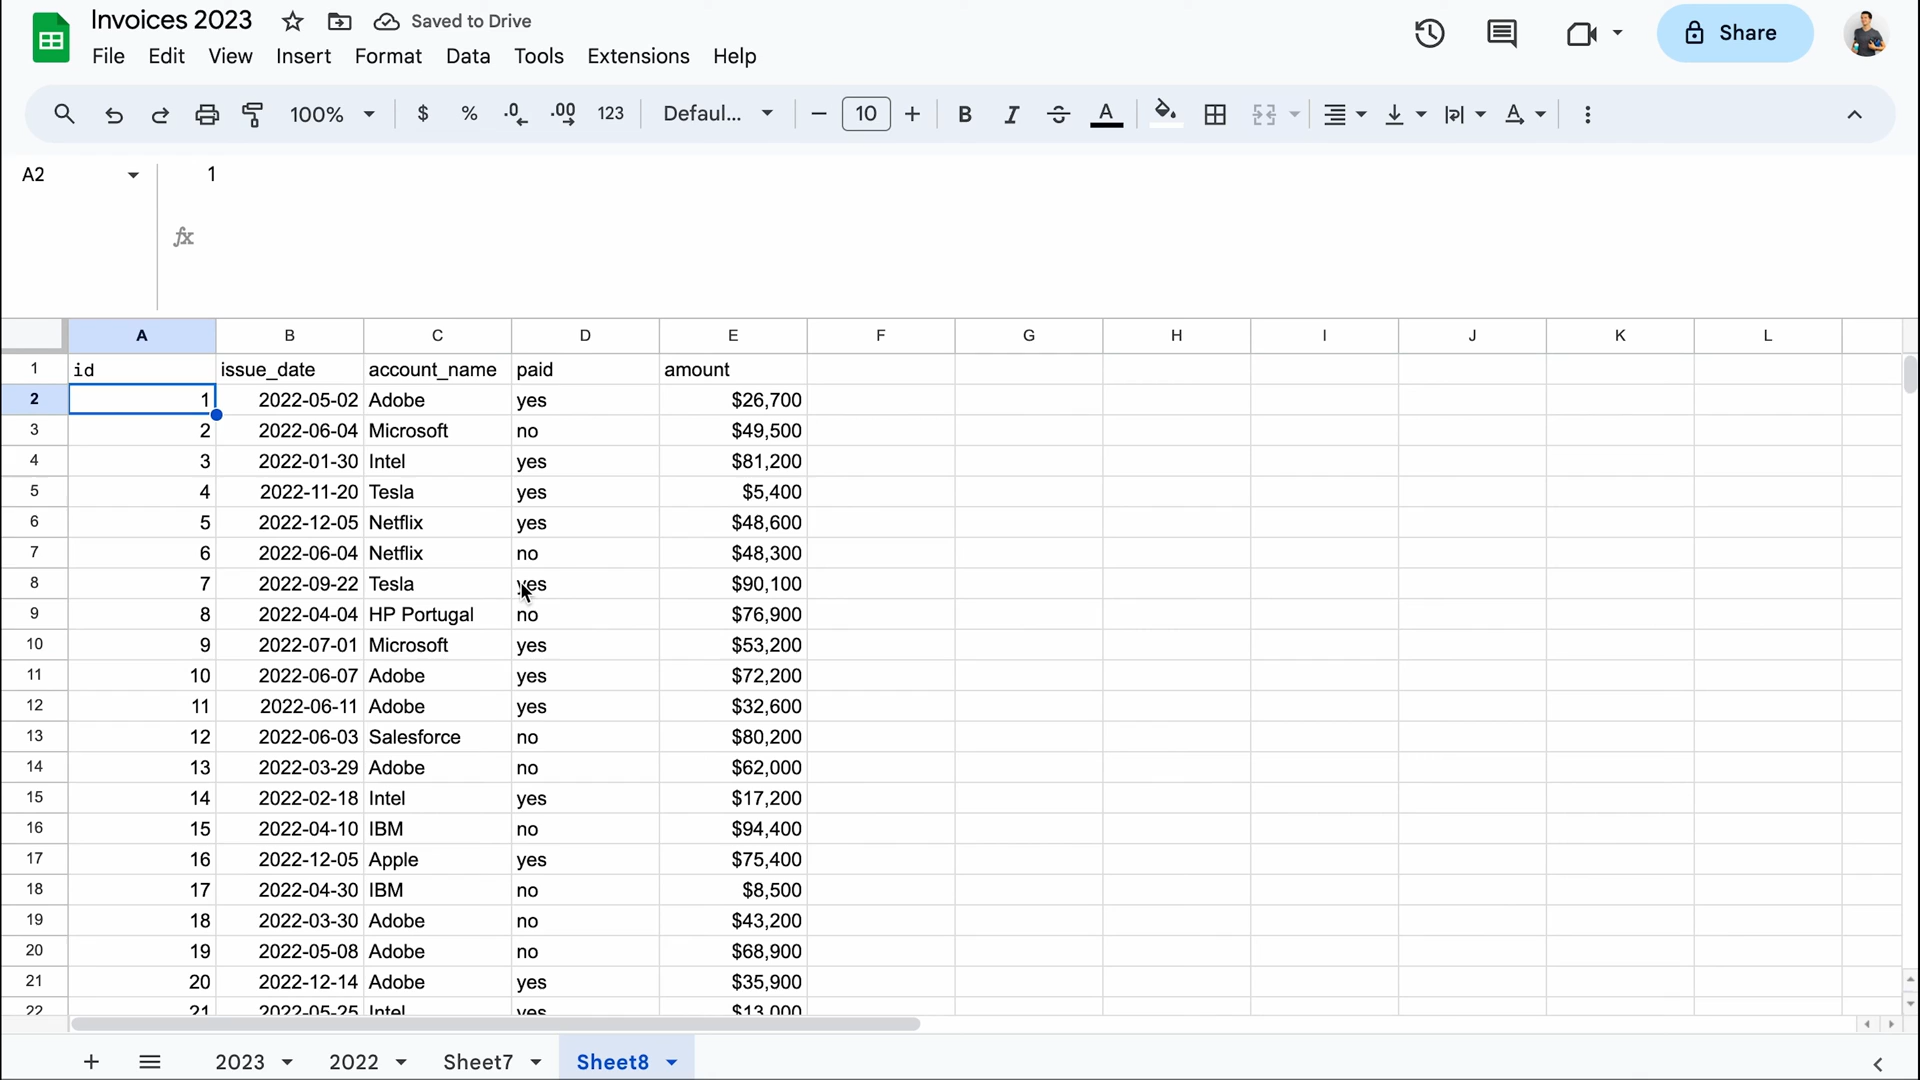 Invoices 2023 Saved to Drive
File Edit View Insert Format Data Tools Extensions Help
Share
100% $ % .0 .00 123 Defaul... 10 B I S A A
A2 1
fx
A B C D E F G H I J K L
1 id issue_date account_name paid amount
2 1 2022-05-02 Adobe yes $26,700
3 2 2022-06-04 Microsoft no $49,500
4 3 2022-01-30 Intel yes $81,200
5 4 2022-11-20 Tesla yes $5,400
6 5 2022-12-05 Netflix yes $48,600
7 6 2022-06-04 Netflix no $48,300
8 7 2022-09-22 Tesla yes $90,100
9 8 2022-04-04 HP Portugal no $76,900
10 9 2022-07-01 Microsoft yes $53,200
11 10 2022-06-07 Adobe yes $72,200
12 11 2022-06-11 Adobe yes $32,600
13 12 2022-06-03 Salesforce no $80,200
14 13 2022-03-29 Adobe no $62,000
15 14 2022-02-18 Intel yes $17,200
16 15 2022-04-10 IBM no $94,400
17 16 2022-12-05 Apple yes $75,400
18 17 2022-04-30 IBM no $8,500
19 18 2022-03-30 Adobe no $43,200
20 19 2022-05-08 Adobe no $68,900
21 20 2022-12-14 Adobe yes $35,900
22 21 2022-05-25 Intel yes $13,000
2023 2022 Sheet7 Sheet8